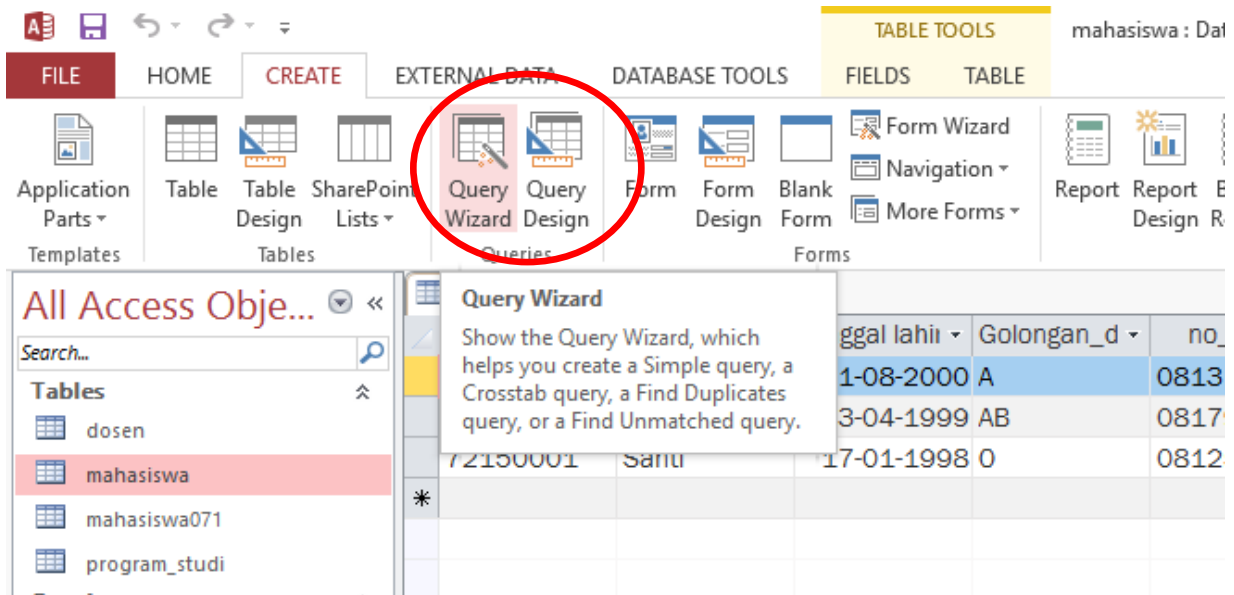 TABLE TOOLS
mahasiswa : Dat
FILE HOME CREATE EXTERNAL DATA DATABASE TOOLS FIELDS TABLE
Application Parts
Table
Table Design
SharePoint Lists
Query Wizard
Query Design
Form
Form Design
Blank Form
Form Wizard
Navigation
More Forms
Report
Report Design
Templates
Tables
Queries
Forms
All Access Obje... «
Search...
Tables
dosen
mahasiswa
mahasiswa071
program_studi
Query Wizard
Show the Query Wizard, which
helps you create a Simple query, a
Crosstab query, a Find Duplicates
query, or a Find Unmatched query.
ggal lahir Golongan_d no_
1-08-2000 A 0813
3-04-1999 AB 0817
72150001 Santi 17-01-1998 O 0812